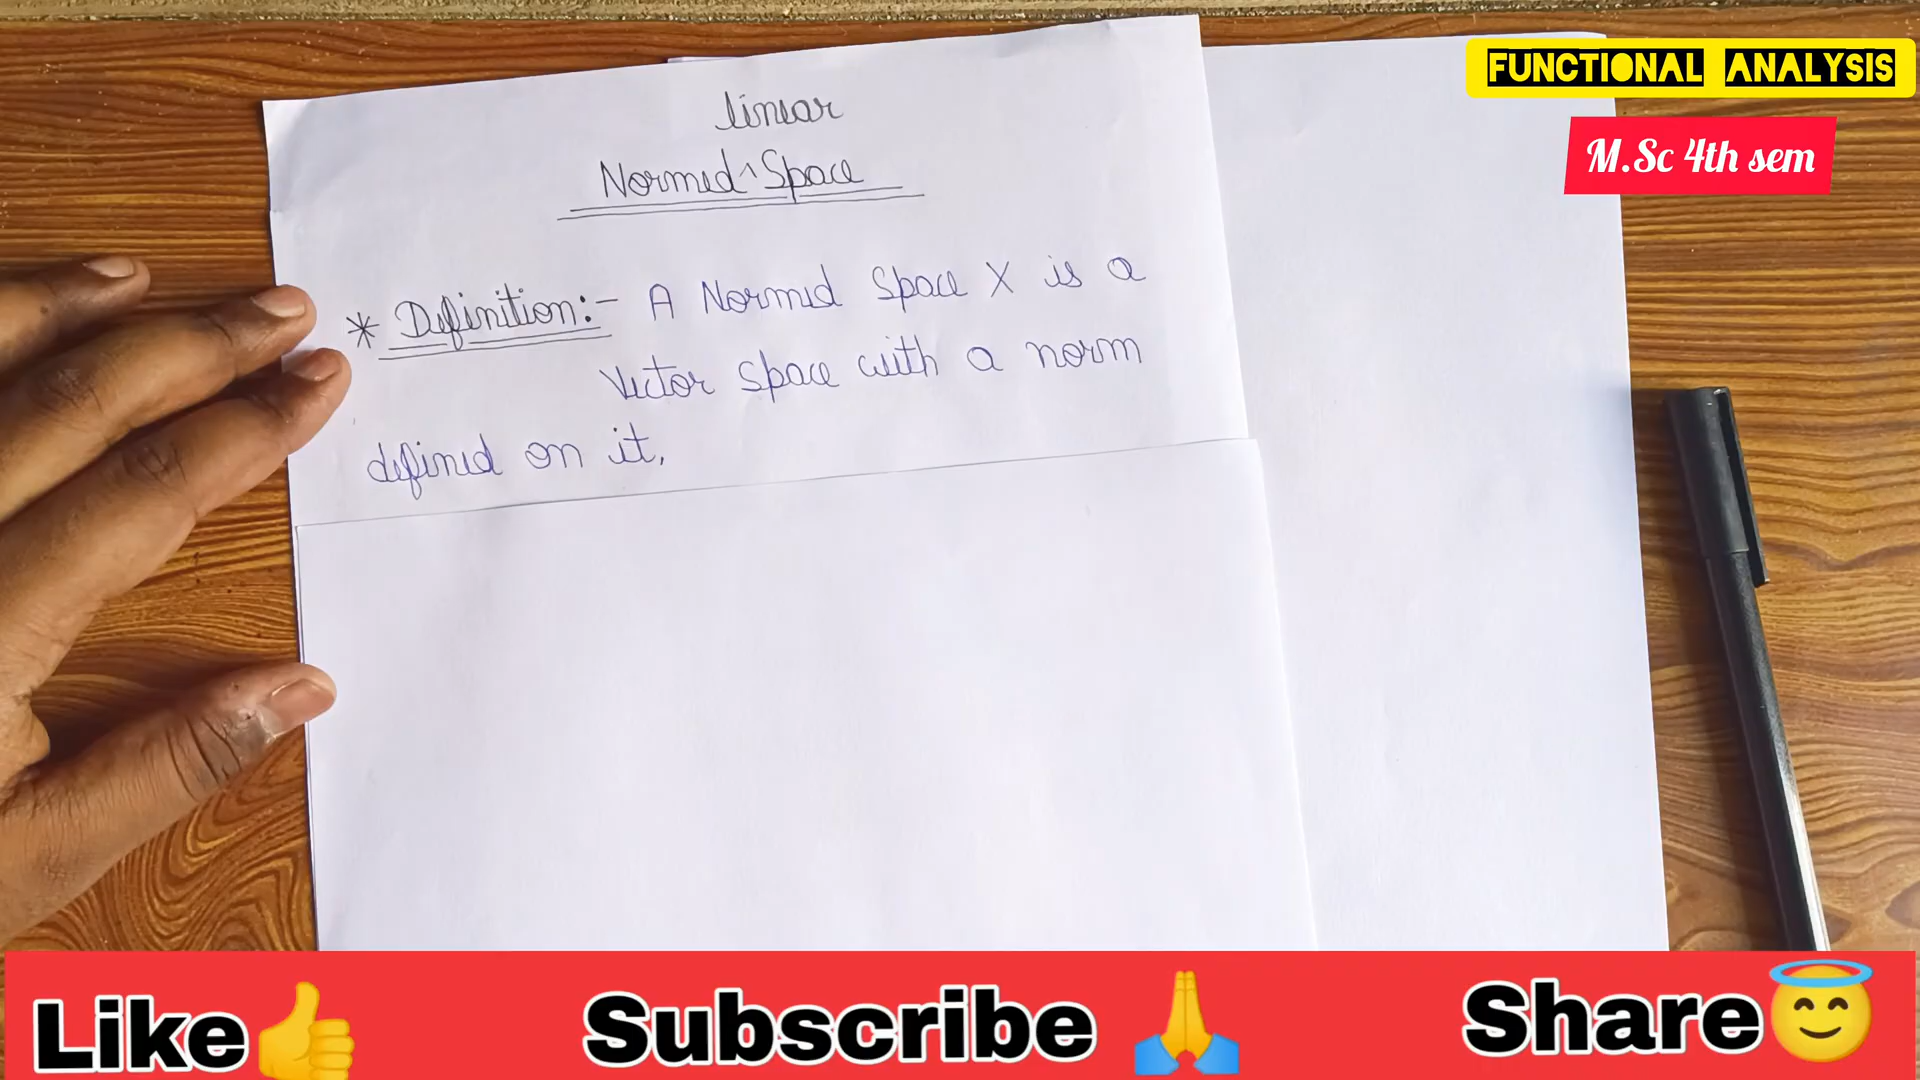 FUNCTIONAL ANALYSIS
M.Sc 4th sem
linear
Normed ^ Space
* Definition:- A Normed Space X is a
Vector space with a norm
defined on it,
Like Subscribe Share